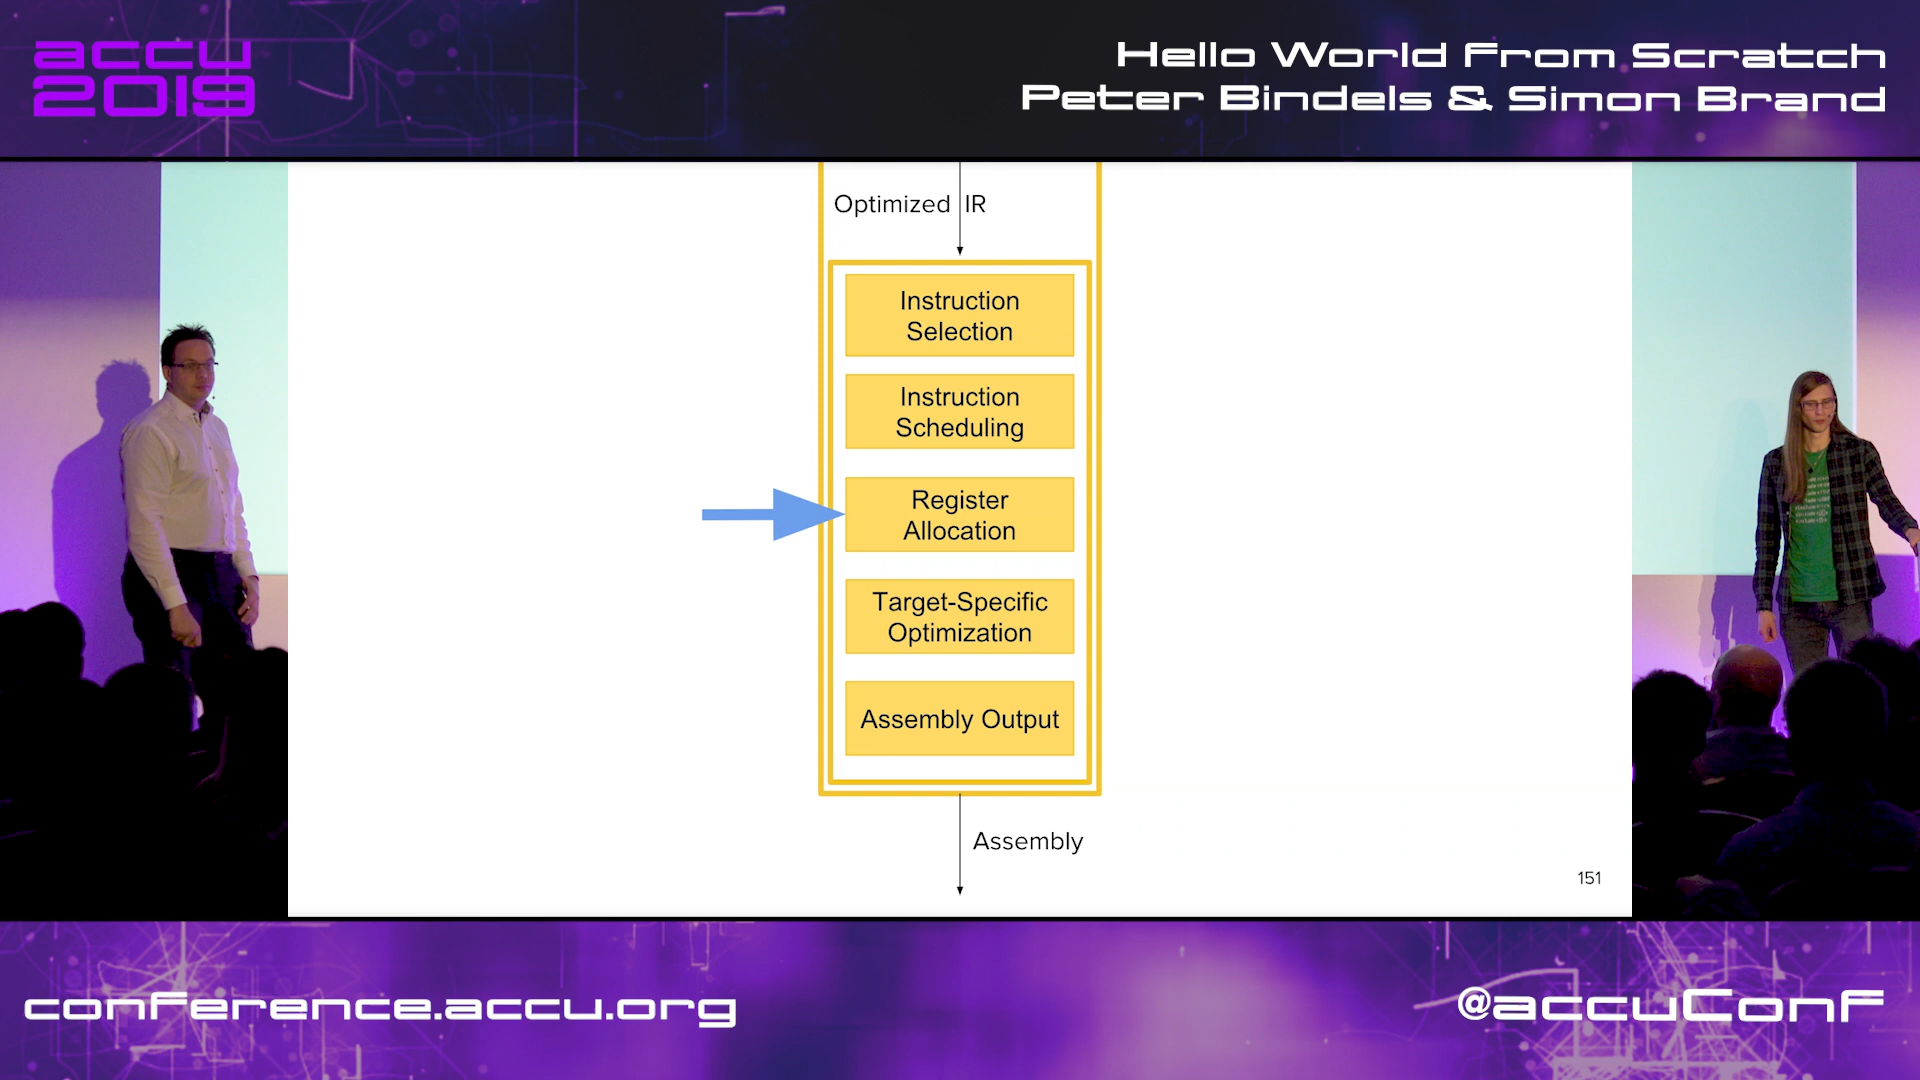 accu
2019
Hello World From Scratch
Peter Bindels & Simon Brand
Optimized IR
Instruction
Selection
Instruction
Scheduling
Register
Allocation
Target-Specific
Optimization
Assembly Output
Assembly
151
conference.accu.org
@accuConf